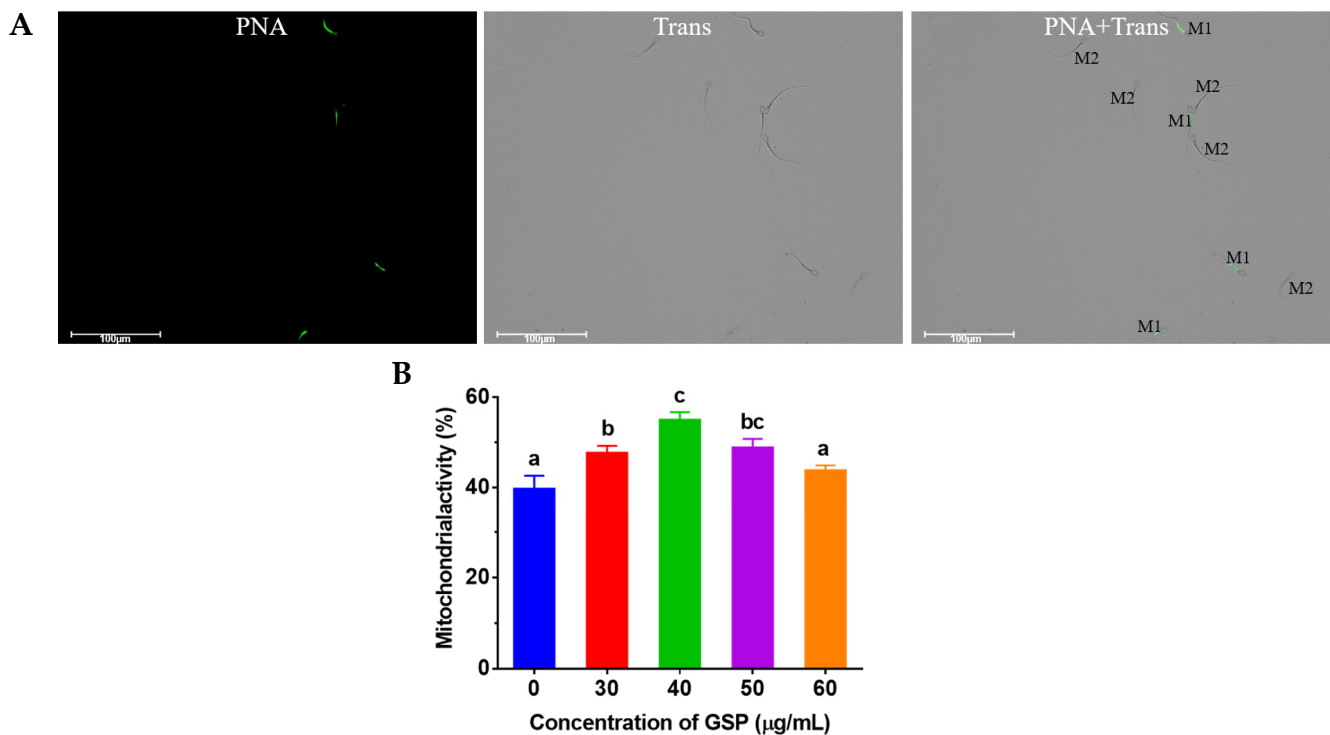 A
PNA
Trans
PNA+Trans
M1
M2
M2
M2
M1
M2
M1
M2
M1
100µm
100µm
100µm
B
Mitochondrialactivity (%)
60
40
20
0
a
b
c
bc
a
0 30 40 50 60
Concentration of GSP (µg/mL)